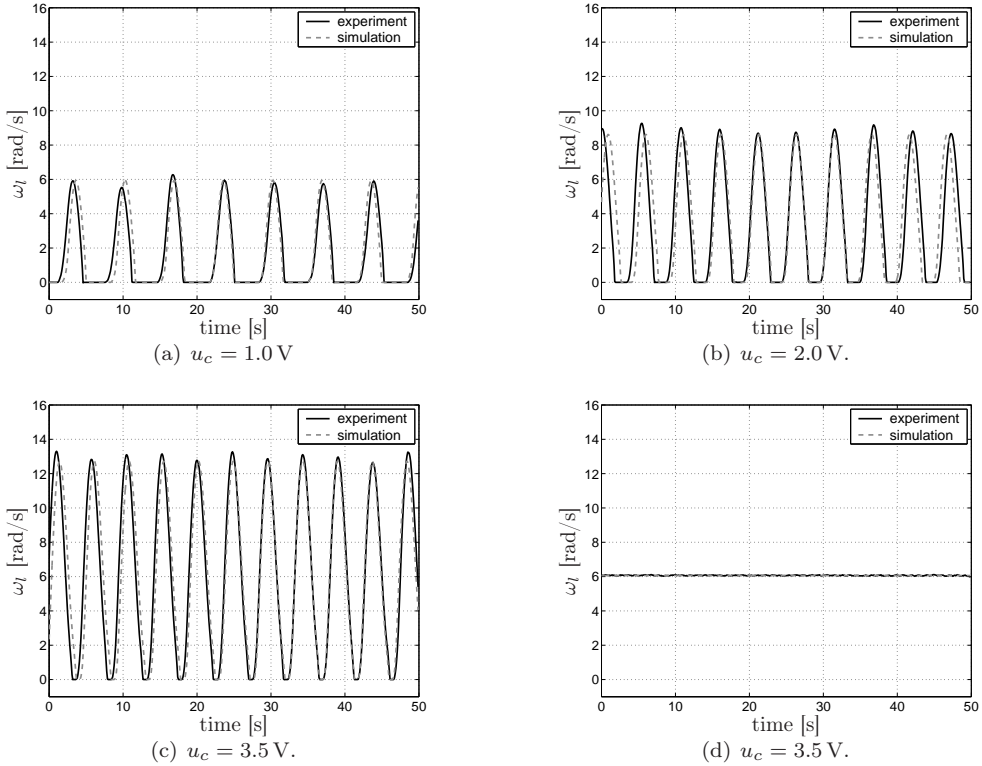 16
14
12
10
8
6
4
2
0
ω_l [rad/s]
experiment
simulation
0 10 20 30 40 50
time [s]
(a) u_c = 1.0 V
16
14
12
10
8
6
4
2
0
ω_l [rad/s]
experiment
simulation
0 10 20 30 40 50
time [s]
(b) u_c = 2.0 V.
16
14
12
10
8
6
4
2
0
ω_l [rad/s]
experiment
simulation
0 10 20 30 40 50
time [s]
(c) u_c = 3.5 V.
16
14
12
10
8
6
4
2
0
ω_l [rad/s]
experiment
simulation
0 10 20 30 40 50
time [s]
(d) u_c = 3.5 V.